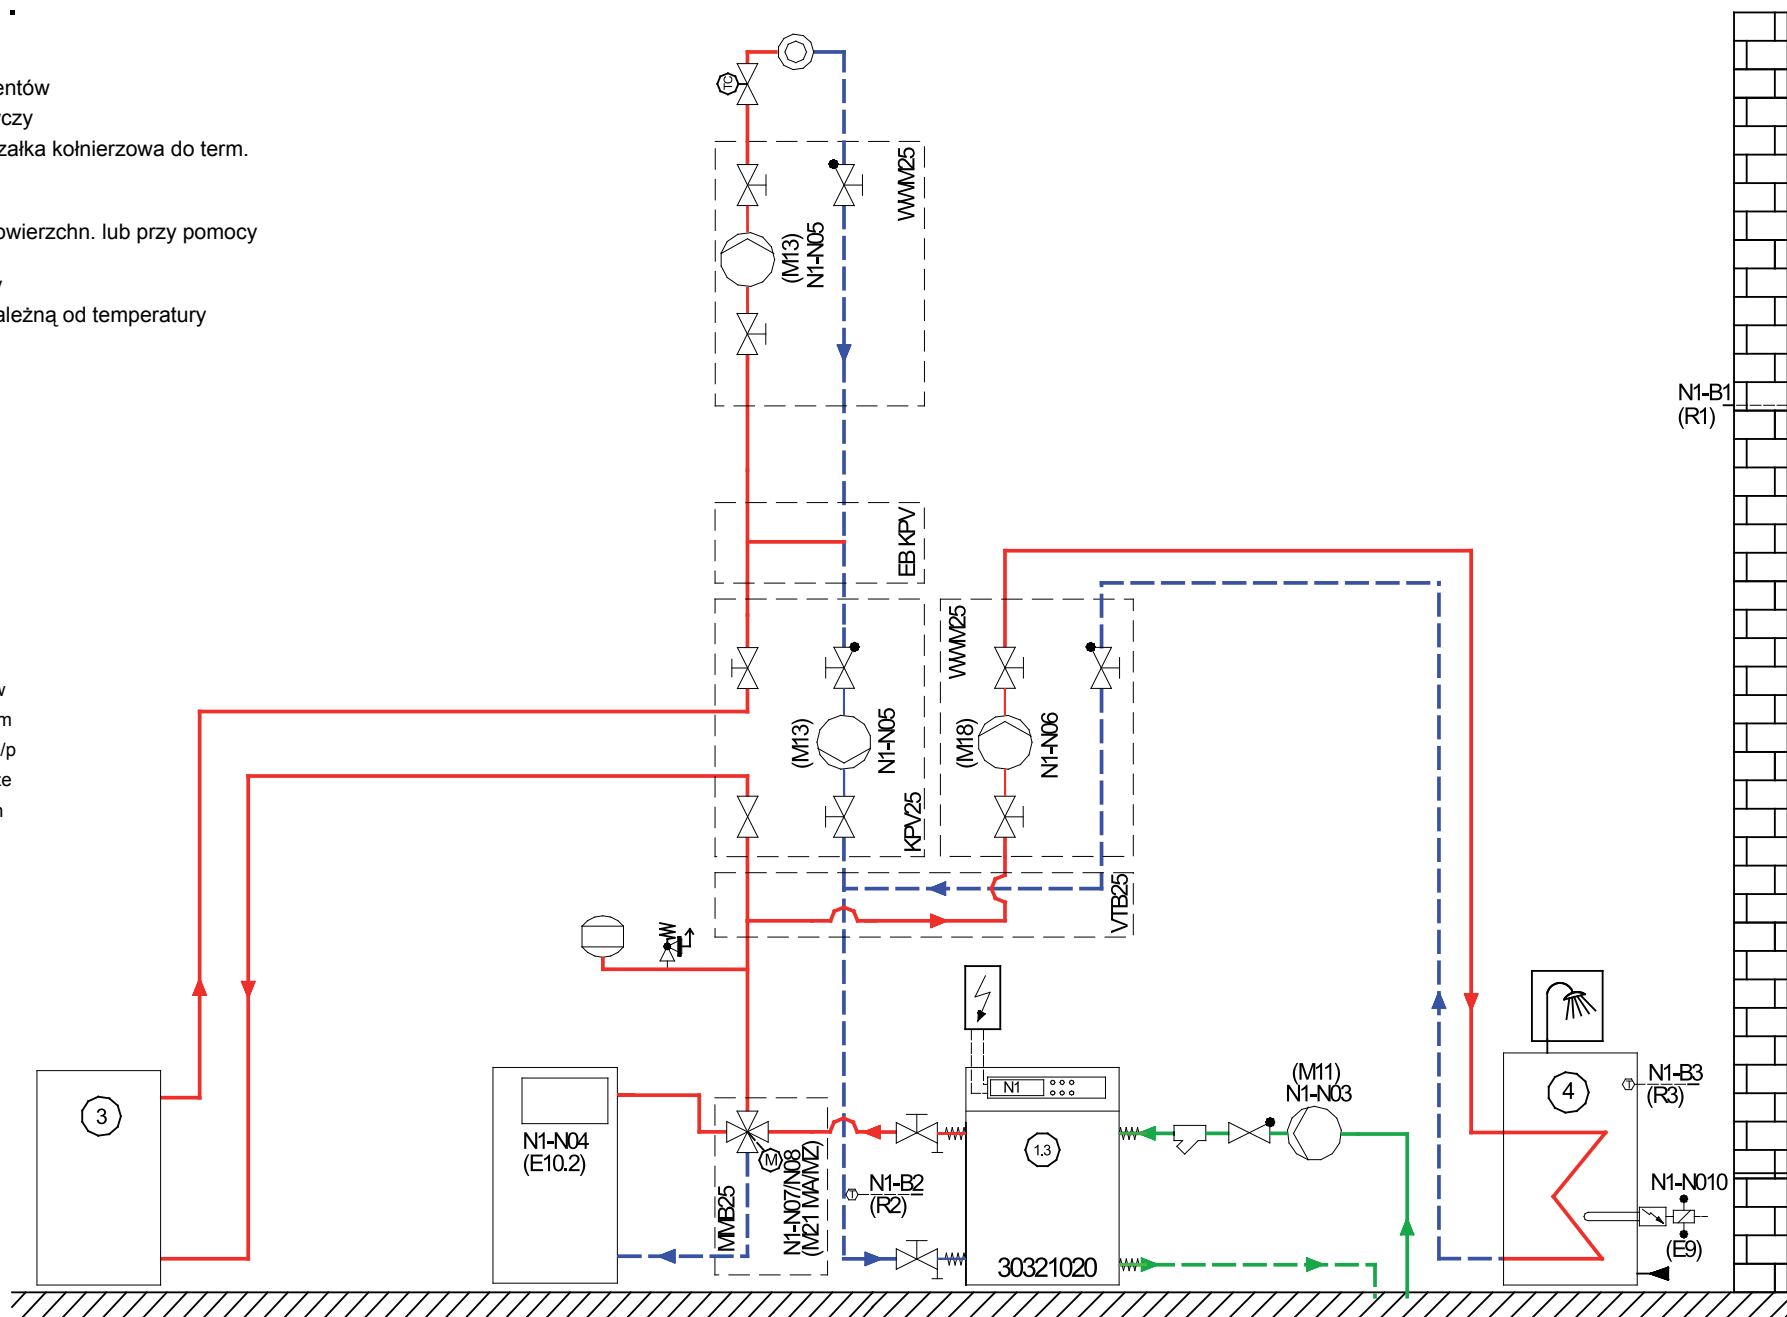 entów
czy
załka kołnierzowa do term.
owierzchn. lub przy pomocy
y
ależną od temperatury
w
m
/p
te
n
TC
WWM25
(M13)
N1-N05
EB KPV
(M13)
N1-N05
KPV25
WWM25
(M18)
N1-N06
VTB25
N1-B1
(R1)
3
N1-N04
(E10.2)
MMB25
M
N1-N07/N08
(M21 MA/MZ)
T
N1-B2
(R2)
N1
1.3
30321020
(M11)
N1-N03
4
T
N1-B3
(R3)
N1-N010
(E9)